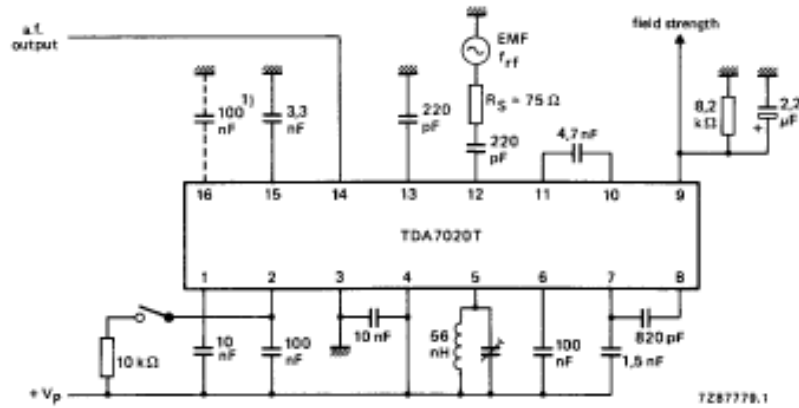 a.f. output
EMF
f_rf
field strength
100 nF 1)
3,3 nF
220 pF
R_S = 75 Ω
220 pF
4,7 nF
8,2 kΩ
2,2 µF
+
16 15 14 13 12 11 10 9
TDA7020T
1 2 3 4 5 6 7 8
10 kΩ
10 nF
100 nF
10 nF
56 nH
100 nF
1,5 nF
820 pF
+ V_P
7Z87779.1